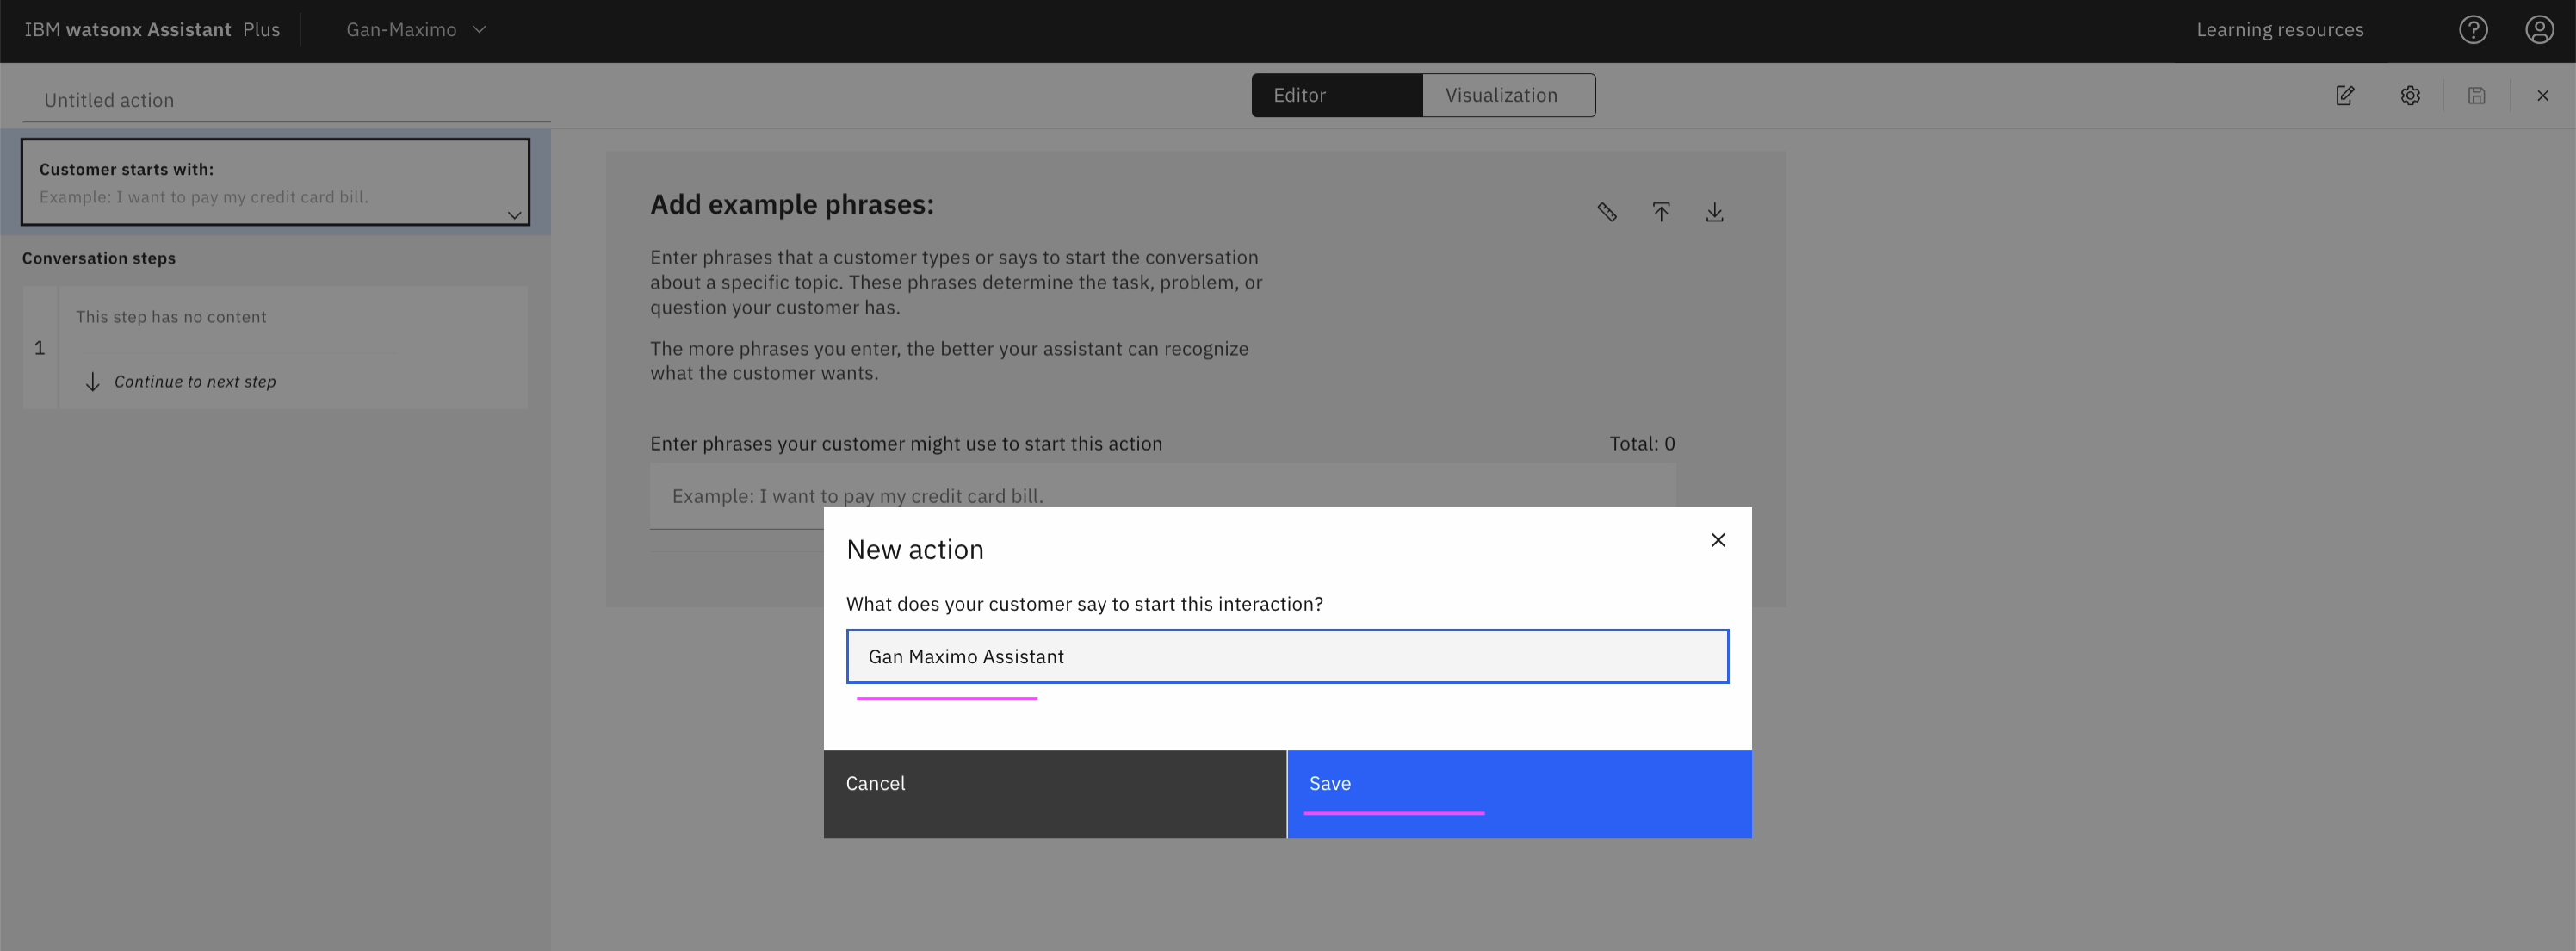 IBM watsonx Assistant Plus
Gan-Maximo
Learning resources
Untitled action
Editor
Visualization
Customer starts with:
Example: I want to pay my credit card bill.
Conversation steps
1
This step has no content
Continue to next step
Add example phrases:
Enter phrases that a customer types or says to start the conversation
about a specific topic. These phrases determine the task, problem, or
question your customer has.
The more phrases you enter, the better your assistant can recognize
what the customer wants.
Enter phrases your customer might use to start this action
Total: 0
Example: I want to pay my credit card bill.
New action
What does your customer say to start this interaction?
Gan Maximo Assistant
Cancel
Save